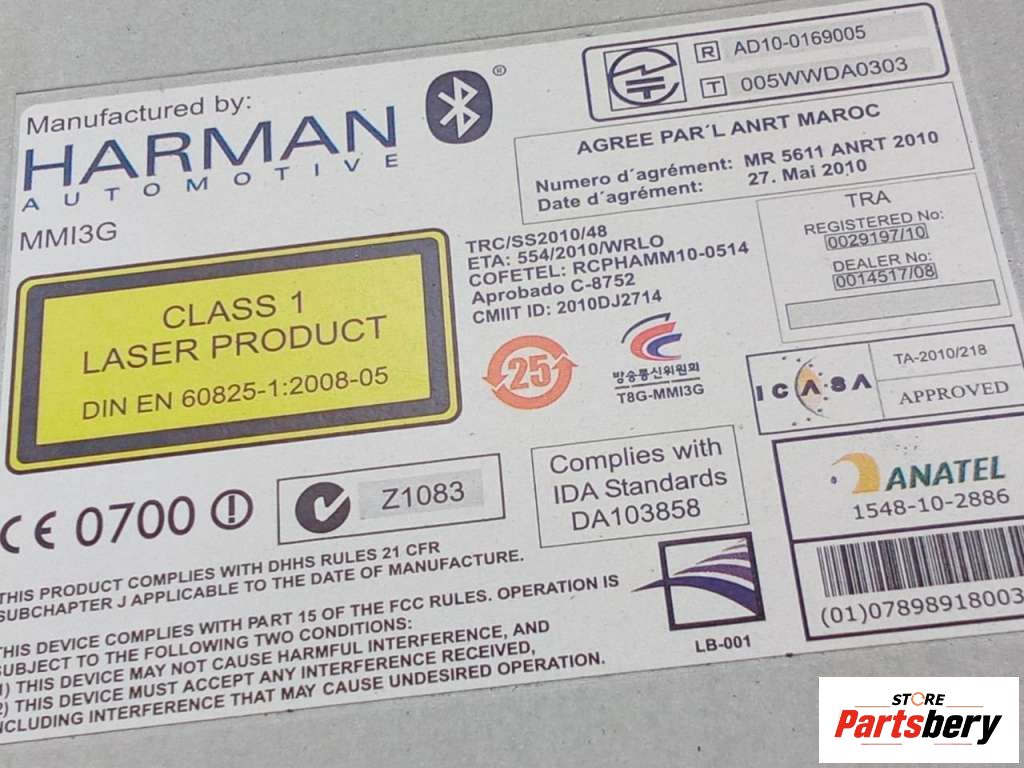 Manufactured by:
HARMAN
AUTOMOTIVE
MMI3G
®
R AD10-0169005
T 005WWDA0303
AGREE PAR´L ANRT MAROC
Numero d´agrément: MR 5611 ANRT 2010
Date d´agrément: 27. Mai 2010
TRC/SS2010/48
ETA: 554/2010/WRLO
COFETEL: RCPHAMM10-0514
Aprobado C-8752
CMIIT ID: 2010DJ2714
TRA
REGISTERED No:
0029197/10
DEALER No:
0014517/08
CLASS 1
LASER PRODUCT
DIN EN 60825-1:2008-05
25
방송통신위원회
T8G-MMI3G
ICASA
TA-2010/218
APPROVED
CE 0700
Z1083
Complies with
IDA Standards
DA103858
ANATEL
1548-10-2886
(01)07898918003
THIS PRODUCT COMPLIES WITH DHHS RULES 21 CFR
SUBCHAPTER J APPLICABLE TO THE DATE OF MANUFACTURE.
THIS DEVICE COMPLIES WITH PART 15 OF THE FCC RULES. OPERATION IS
SUBJECT TO THE FOLLOWING TWO CONDITIONS:
1) THIS DEVICE MAY NOT CAUSE HARMFUL INTERFERENCE, AND
2) THIS DEVICE MUST ACCEPT ANY INTERFERENCE RECEIVED,
INCLUDING INTERFERENCE THAT MAY CAUSE UNDESIRED OPERATION.
LB-001
STORE
Partsbery